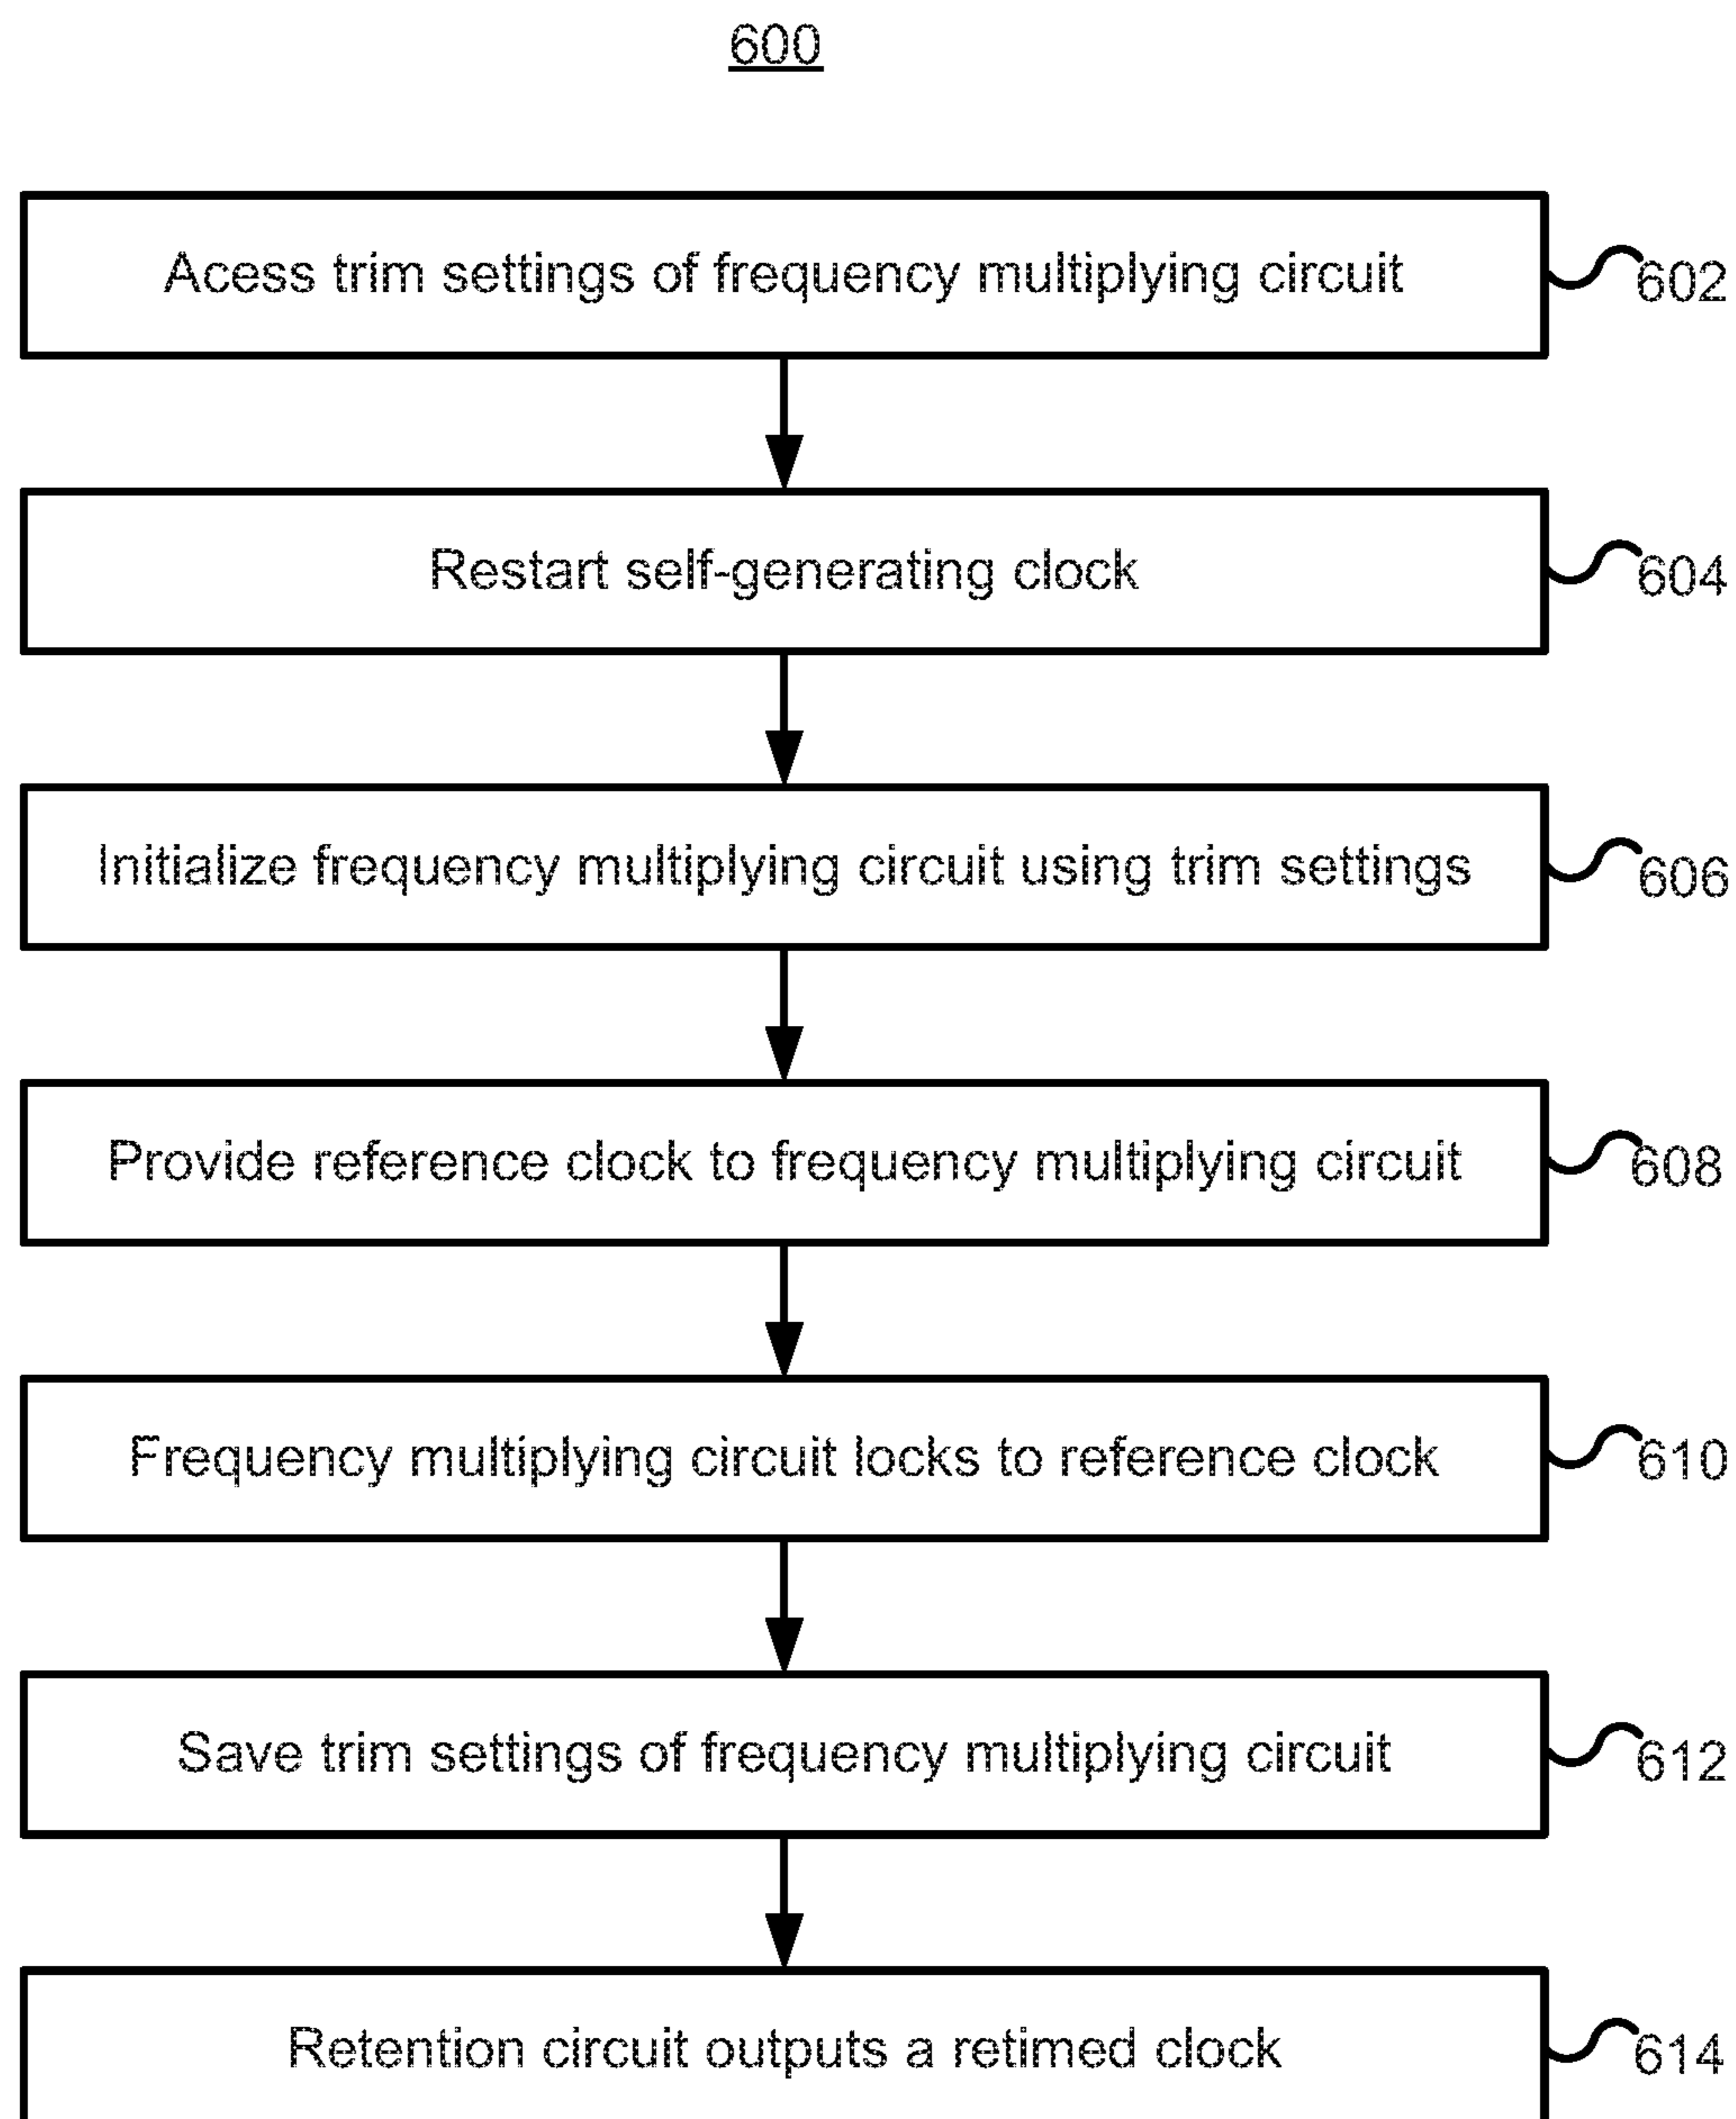 600
Acess trim settings of frequency multiplying circuit
602
Restart self-generating clock
604
Initialize frequency multiplying circuit using trim settings
606
Provide reference clock to frequency multiplying circuit
608
Frequency multiplying circuit locks to reference clock
610
Save trim settings of frequency multiplying circuit
612
Retention circuit outputs a retimed clock
614